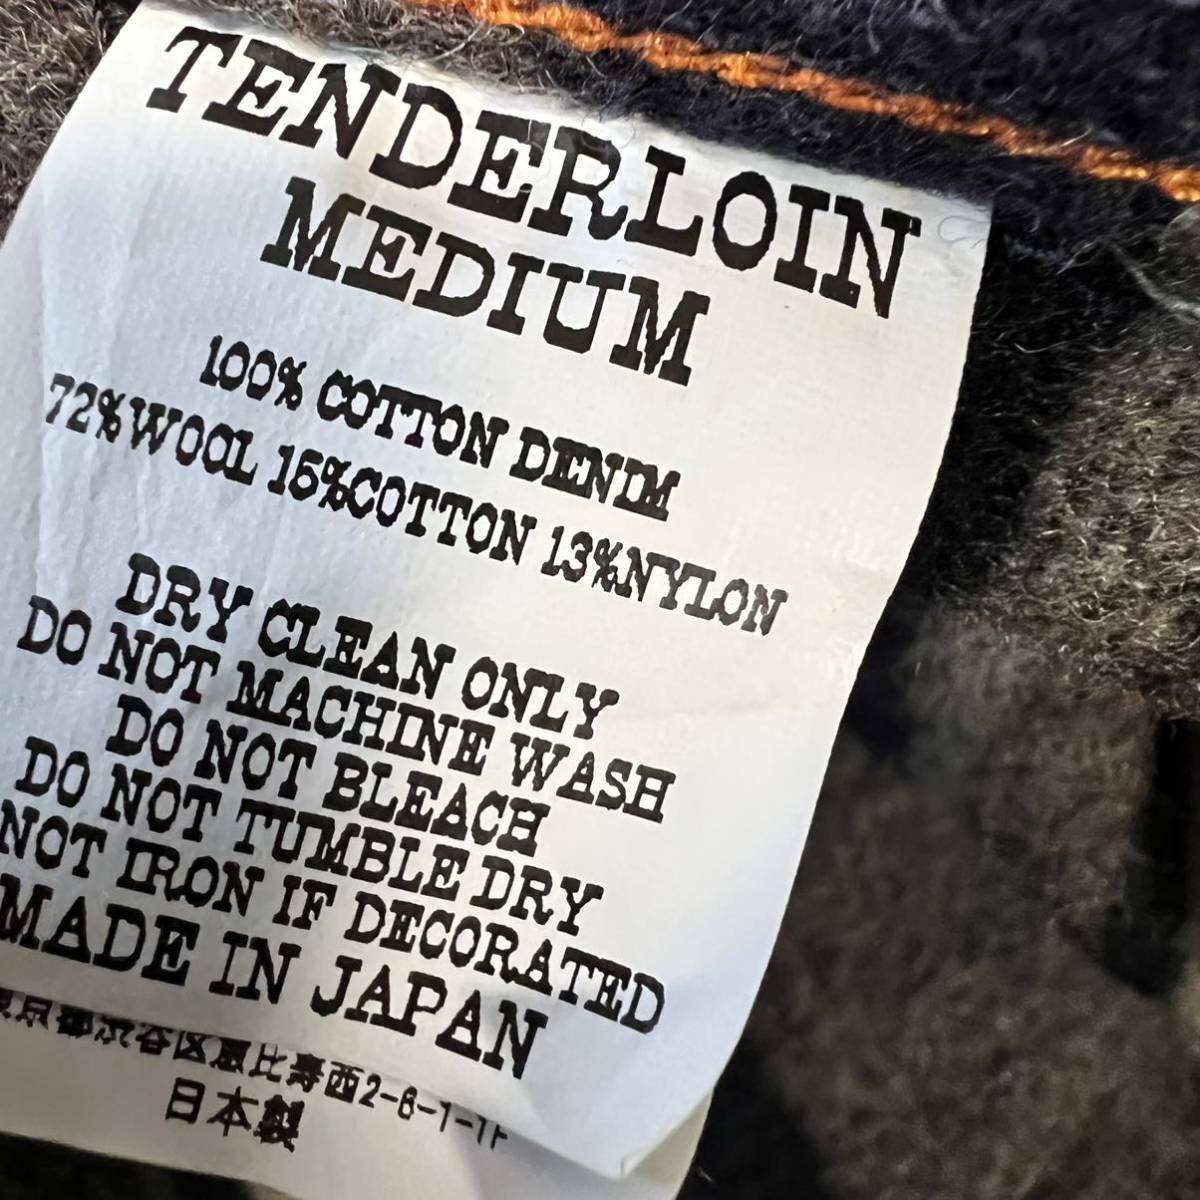 TENDERLOIN
MEDIUM
100% COTTON DENIM
72%WOOL 15%COTTON 13%NYLON
DRY CLEAN ONLY
DO NOT MACHINE WASH
DO NOT BLEACH
DO NOT TUMBLE DRY
NOT IRON IF DECORATED
MADE IN JAPAN
東京都渋谷区恵比寿西2-6-1-1F
日本製